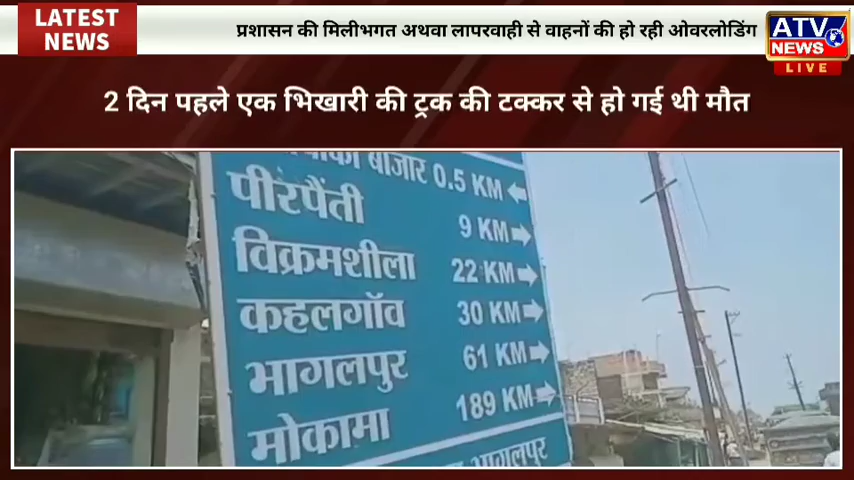 LATEST
NEWS
प्रशासन की मिलीभगत अथवा लापरवाही से वाहनों की हो रही ओवरलोडिंग
ATV
NEWS
LIVE
2 दिन पहले एक भिखारी की ट्रक की टक्कर से हो गई थी मौत
बाजार 0.5 KM
पीरपैंती 9 KM
विक्रमशीला 22 KM
कहलगाँव 30 KM
भागलपुर 61 KM
मोकामा 189 KM
भागलपुर